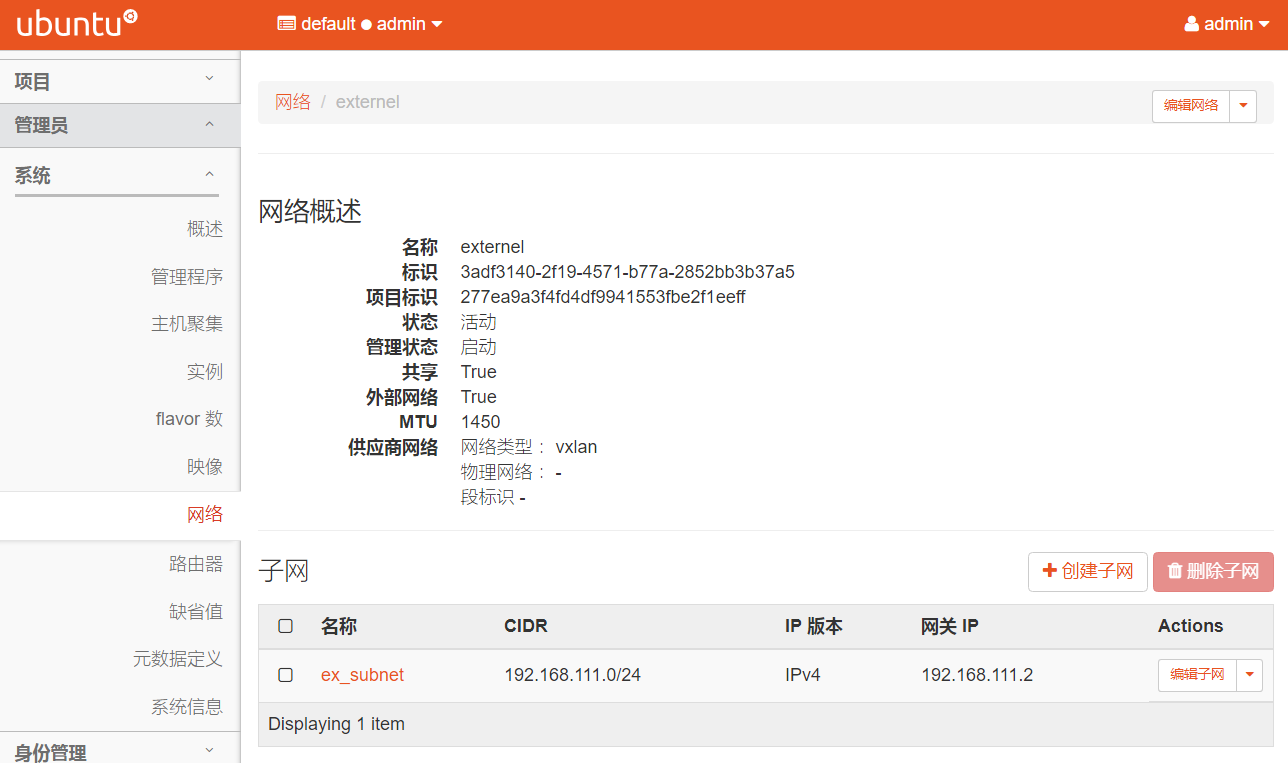 ubuntu
default admin
admin
项目
管理员
系统
概述
管理程序
主机聚集
实例
flavor 数
映像
网络
路由器
缺省值
元数据定义
系统信息
身份管理
网络 / externel
编辑网络
网络概述
名称 externel
标识 3adf3140-2f19-4571-b77a-2852bb3b37a5
项目标识 277ea9a3f4fd4df9941553fbe2f1eeff
状态 活动
管理状态 启动
共享 True
外部网络 True
MTU 1450
供应商网络 网络类型： vxlan
物理网络： -
段标识 -
子网
创建子网 删除子网
名称 CIDR IP 版本 网关 IP Actions
ex_subnet 192.168.111.0/24 IPv4 192.168.111.2 编辑子网
Displaying 1 item